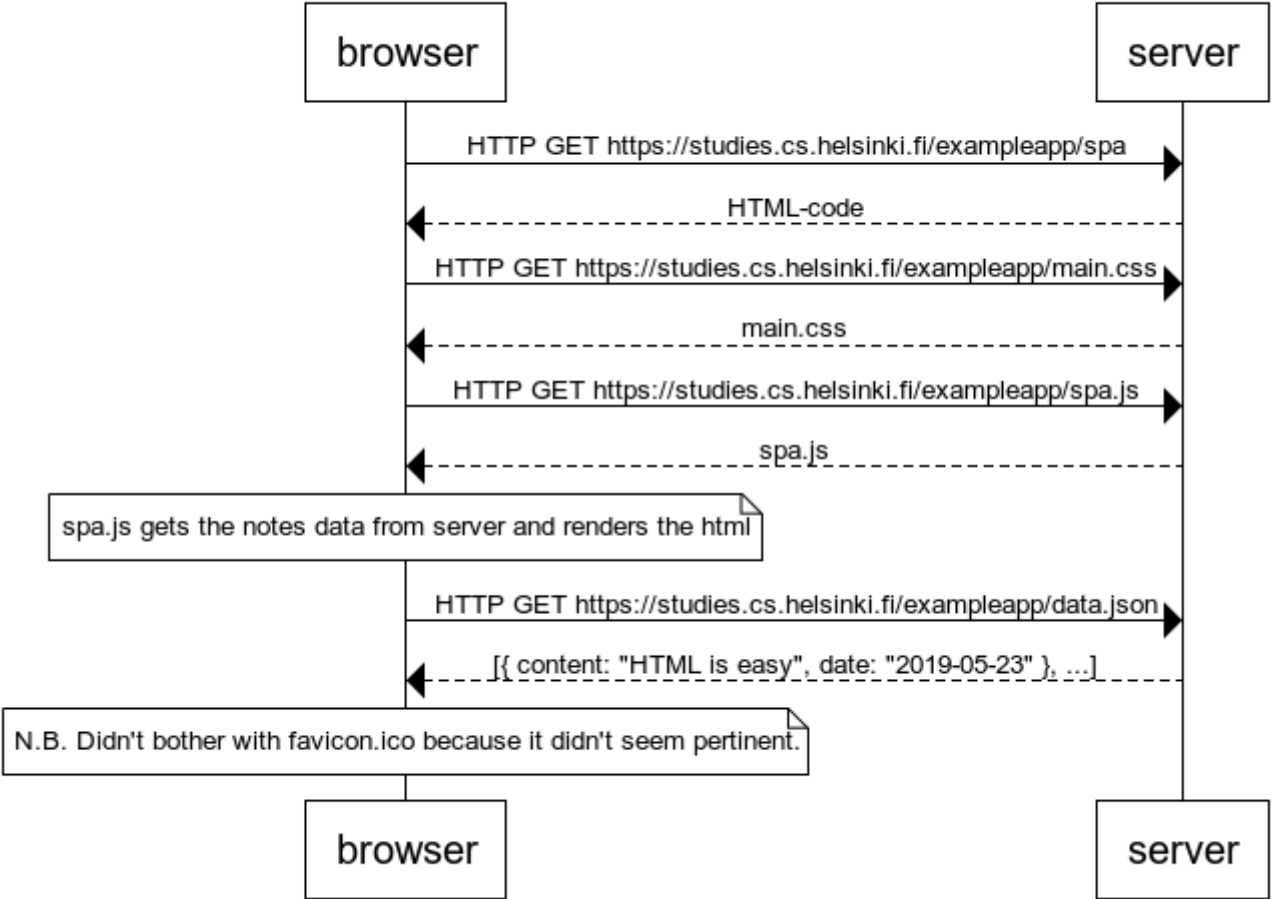 browser
server
HTTP GET https://studies.cs.helsinki.fi/exampleapp/spa
HTML-code
HTTP GET https://studies.cs.helsinki.fi/exampleapp/main.css
main.css
HTTP GET https://studies.cs.helsinki.fi/exampleapp/spa.js
spa.js
spa.js gets the notes data from server and renders the html
HTTP GET https://studies.cs.helsinki.fi/exampleapp/data.json
[{ content: "HTML is easy", date: "2019-05-23" }, ...]
N.B. Didn't bother with favicon.ico because it didn't seem pertinent.
browser
server